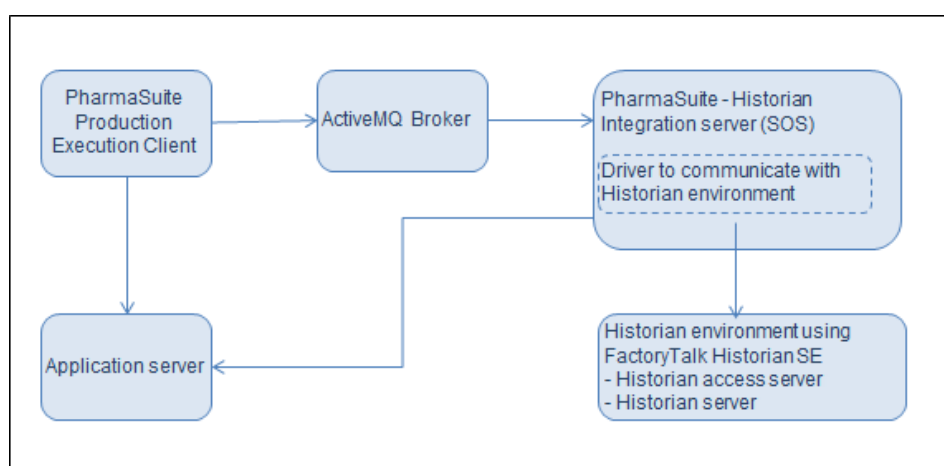 PharmaSuite
Production
Execution Client
ActiveMQ Broker
PharmaSuite - Historian
Integration server (SOS)
Driver to communicate with
Historian environment
Application server
Historian environment using
FactoryTalk Historian SE
- Historian access server
- Historian server